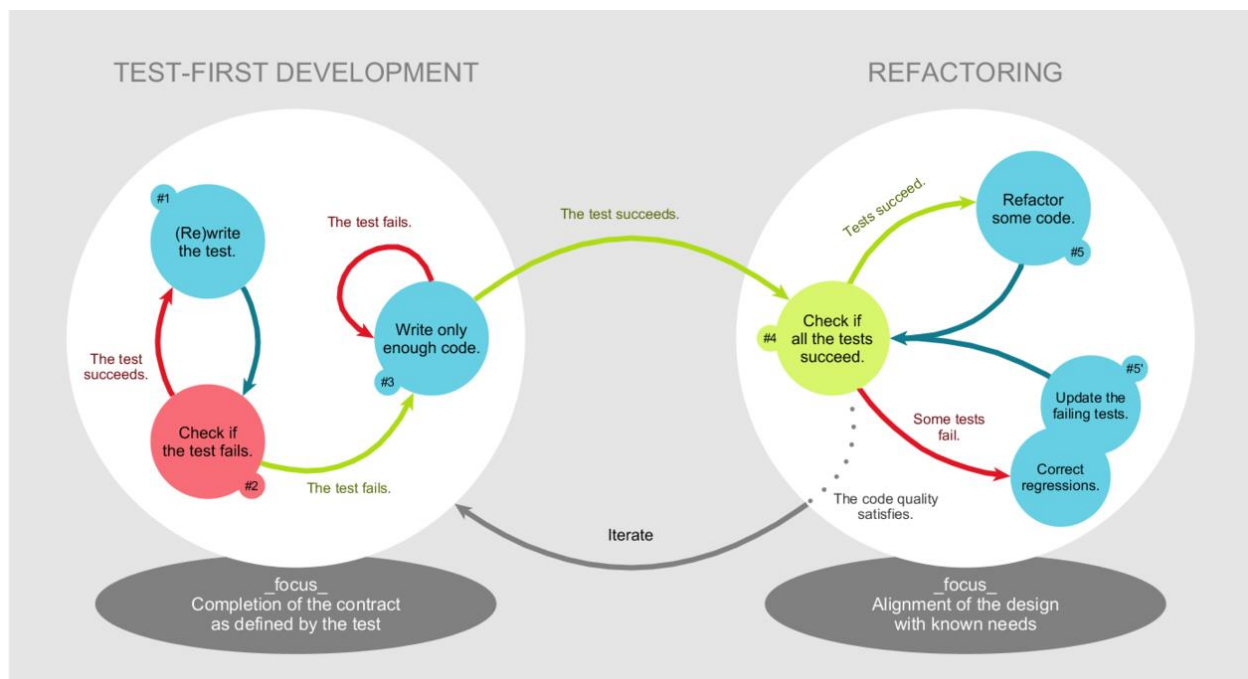 TEST-FIRST DEVELOPMENT
#1
(Re)write
the test.
The test
succeeds.
Check if
the test fails.
#2
The test fails.
The test fails.
Write only
enough code.
#3
The test succeeds.
REFACTORING
Tests succeed.
Refactor
some code.
#5
#4
Check if
all the tests
succeed.
#5'
Update the
failing tests.
Some tests
fail.
Correct
regressions.
The code quality
satisfies.
Iterate
_focus_
Completion of the contract
as defined by the test
_focus_
Alignment of the design
with known needs